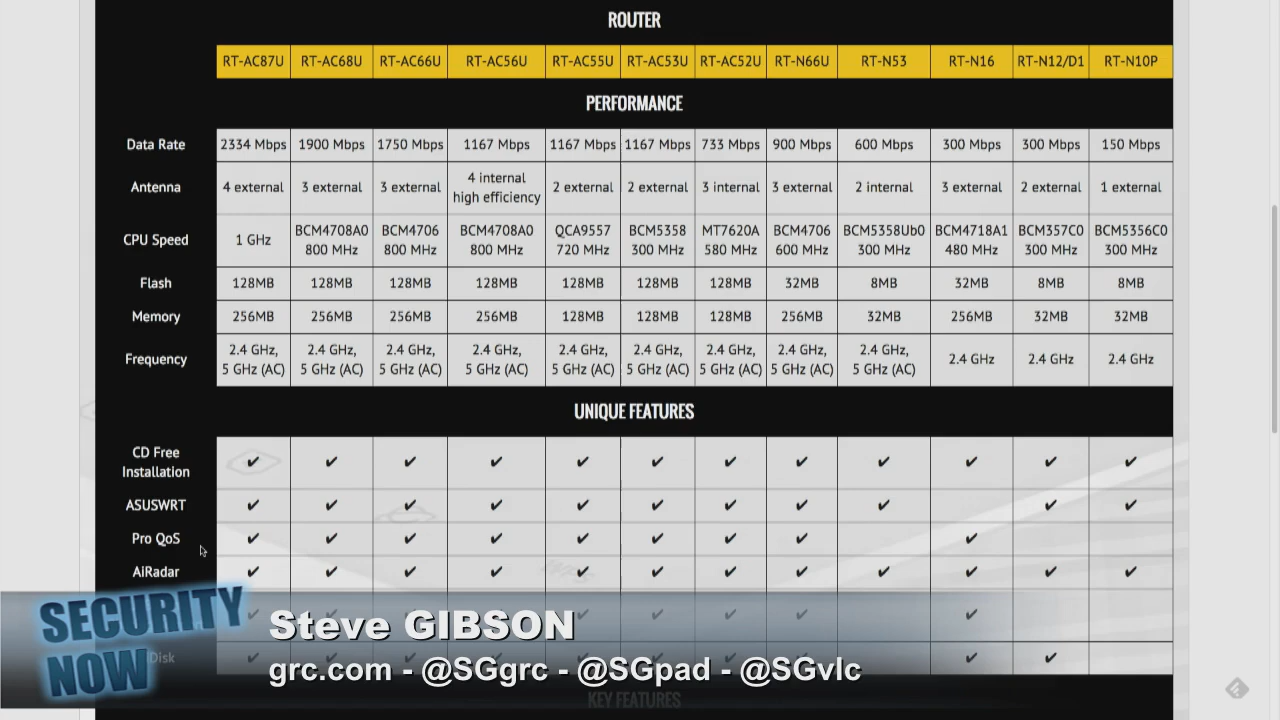 ROUTER
RT-AC87U RT-AC68U RT-AC66U RT-AC56U RT-AC55U RT-AC53U RT-AC52U RT-N66U RT-N53 RT-N16 RT-N12/D1 RT-N10P
PERFORMANCE
Data Rate 2334 Mbps 1900 Mbps 1750 Mbps 1167 Mbps 1167 Mbps 1167 Mbps 733 Mbps 900 Mbps 600 Mbps 300 Mbps 300 Mbps 150 Mbps
Antenna 4 external 3 external 3 external 4 internal high efficiency 2 external 2 external 3 internal 3 external 2 internal 3 external 2 external 1 external
CPU Speed 1 GHz BCM4708A0 800 MHz BCM4706 800 MHz BCM4708A0 800 MHz QCA9557 720 MHz BCM5358 300 MHz MT7620A 580 MHz BCM4706 600 MHz BCM5358Ub0 300 MHz BCM4718A1 480 MHz BCM357C0 300 MHz BCM5356C0 300 MHz
Flash 128MB 128MB 128MB 128MB 128MB 128MB 128MB 32MB 8MB 32MB 8MB 8MB
Memory 256MB 256MB 256MB 256MB 128MB 128MB 128MB 256MB 32MB 256MB 32MB 32MB
Frequency 2.4 GHz, 5 GHz (AC) 2.4 GHz, 5 GHz (AC) 2.4 GHz, 5 GHz (AC) 2.4 GHz, 5 GHz (AC) 2.4 GHz, 5 GHz (AC) 2.4 GHz, 5 GHz (AC) 2.4 GHz, 5 GHz (AC) 2.4 GHz, 5 GHz (AC) 2.4 GHz, 5 GHz (AC) 2.4 GHz 2.4 GHz 2.4 GHz
UNIQUE FEATURES
CD Free Installation ✔ ✔ ✔ ✔ ✔ ✔ ✔ ✔ ✔ ✔ ✔ ✔
ASUSWRT ✔ ✔ ✔ ✔ ✔ ✔ ✔ ✔ ✔ ✔ ✔
Pro QoS ✔ ✔ ✔ ✔ ✔ ✔ ✔ ✔ ✔
AiRadar ✔ ✔ ✔ ✔ ✔ ✔ ✔ ✔ ✔ ✔ ✔ ✔
SECURITY NOW
Steve GIBSON
grc.com - @SGgrc - @SGpad - @SGvlc
Disk
KEY FEATURES